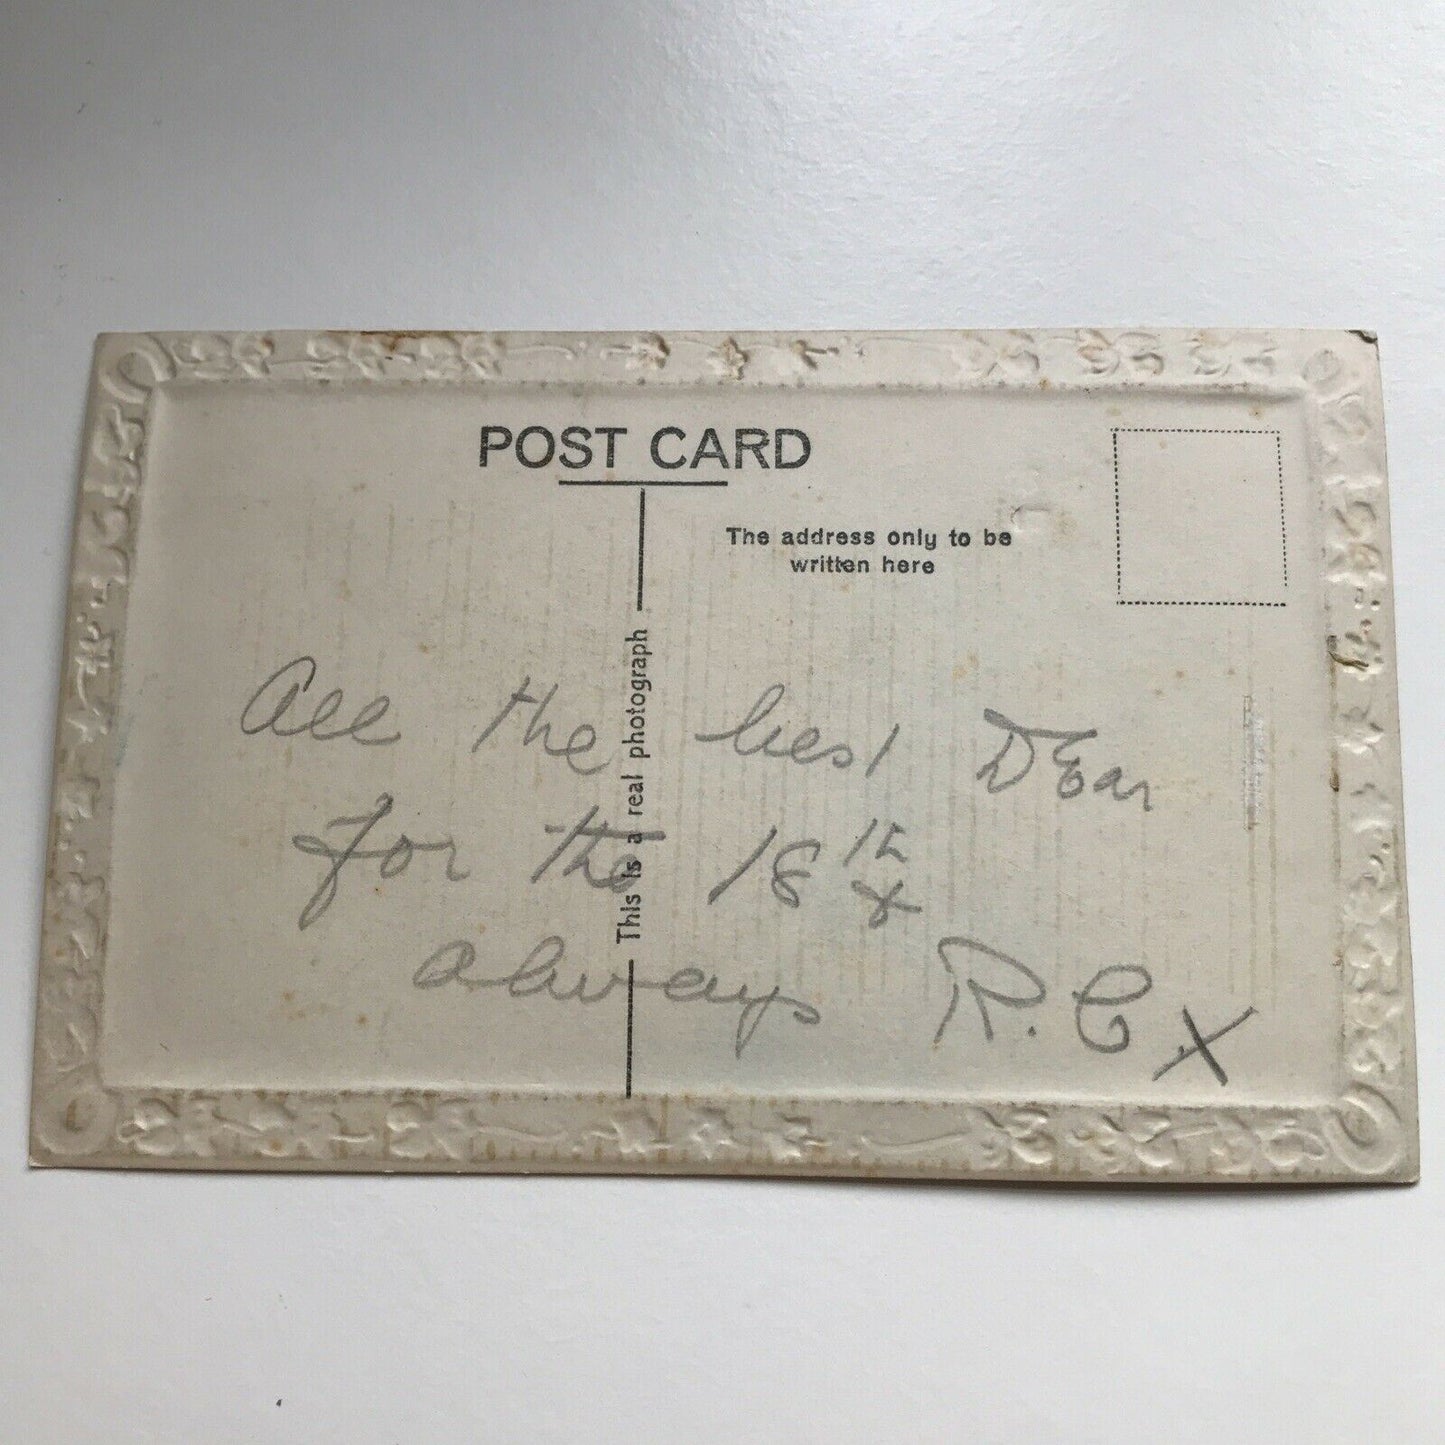 POST CARD
The address only to be
written here
This is a real photograph
All the best DEar
for the 18th x
always R.C x